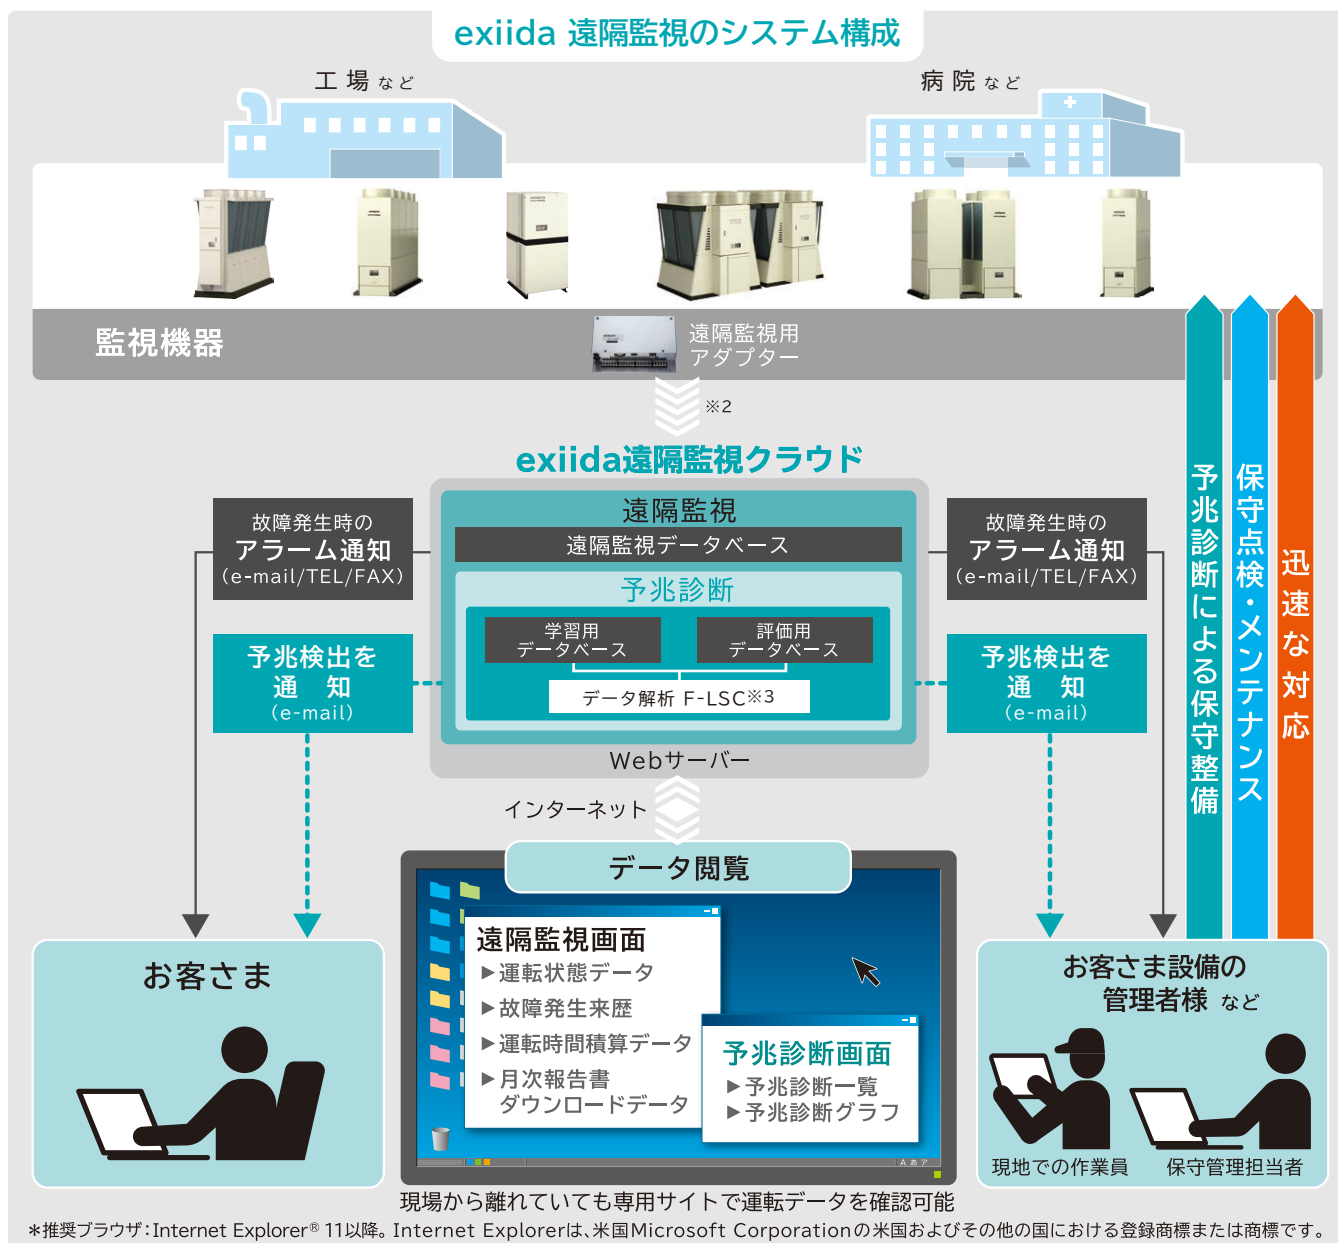 exiida 遠隔監視のシステム構成
工場 など
病院 など
監視機器
遠隔監視用
アダプター
※2
exiida遠隔監視クラウド
遠隔監視
遠隔監視データベース
予兆診断
学習用
データベース
評価用
データベース
データ解析 F-LSC※3
Webサーバー
故障発生時の
アラーム通知
(e-mail/TEL/FAX)
予兆検出を
通 知
(e-mail)
故障発生時の
アラーム通知
(e-mail/TEL/FAX)
予兆検出を
通 知
(e-mail)
予兆診断による保守整備
保守点検・メンテナンス
迅速な対応
インターネット
データ閲覧
遠隔監視画面
▶運転状態データ
▶故障発生来歴
▶運転時間積算データ
▶月次報告書
ダウンロードデータ
予兆診断画面
▶予兆診断一覧
▶予兆診断グラフ
A あ ア
お客さま
お客さま設備の
管理者様 など
現地での作業員
保守管理担当者
現場から離れていても専用サイトで運転データを確認可能
*推奨ブラウザ:Internet Explorer® 11以降。Internet Explorerは、米国Microsoft Corporationの米国およびその他の国における登録商標または商標です。